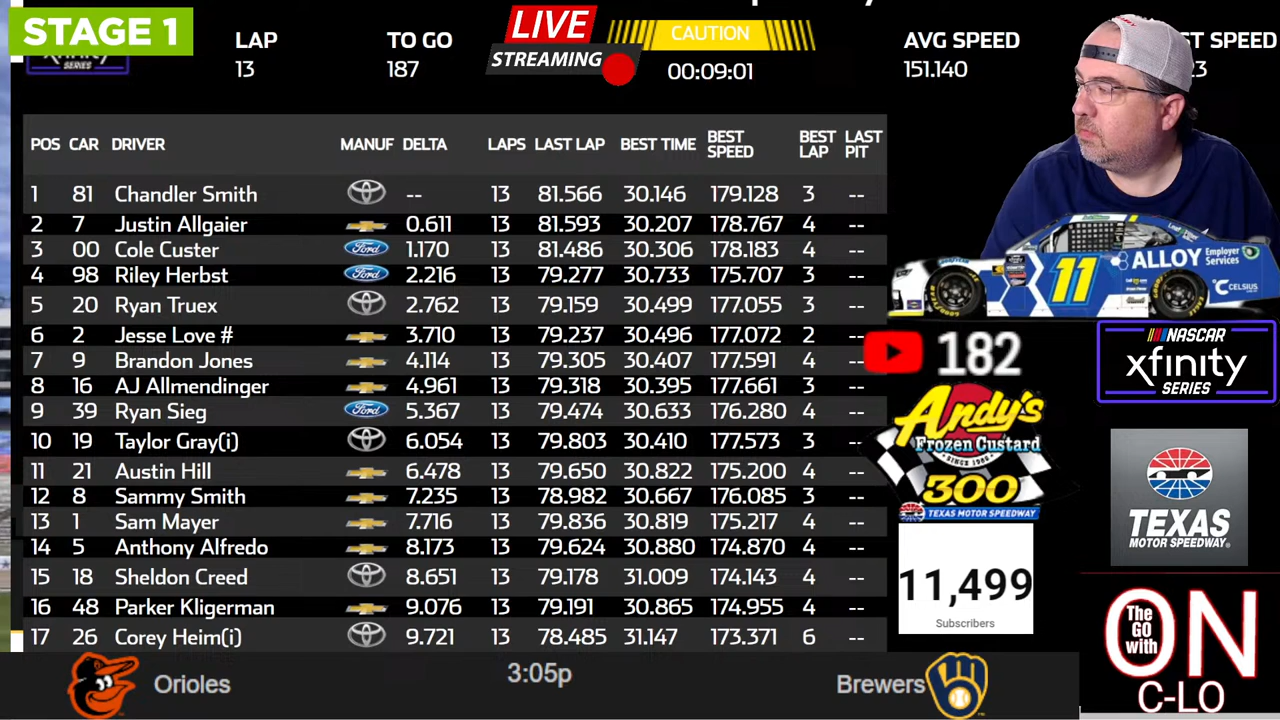 STAGE 1
LAP
13
TO GO
187
LIVE
STREAMING
CAUTION
00:09:01
AVG SPEED
151.140
T SPEED
SERIES
POS CAR DRIVER MANUF DELTA LAPS LAST LAP BEST TIME BEST SPEED BEST LAP LAST PIT
1 81 Chandler Smith -- 13 81.566 30.146 179.128 3 --
2 7 Justin Allgaier 0.611 13 81.593 30.207 178.767 4 --
3 00 Cole Custer Ford 1.170 13 81.486 30.306 178.183 4 --
4 98 Riley Herbst Ford 2.216 13 79.277 30.733 175.707 3 --
5 20 Ryan Truex 2.762 13 79.159 30.499 177.055 3 --
6 2 Jesse Love # 3.710 13 79.237 30.496 177.072 2 --
7 9 Brandon Jones 4.114 13 79.305 30.407 177.591 4 --
8 16 AJ Allmendinger 4.961 13 79.318 30.395 177.661 3 --
9 39 Ryan Sieg Ford 5.367 13 79.474 30.633 176.280 4 --
10 19 Taylor Gray(i) 6.054 13 79.803 30.410 177.573 3 --
11 21 Austin Hill 6.478 13 79.650 30.822 175.200 4 --
12 8 Sammy Smith 7.235 13 78.982 30.667 176.085 3 --
13 1 Sam Mayer 7.716 13 79.836 30.819 175.217 4 --
14 5 Anthony Alfredo 8.173 13 79.624 30.880 174.870 4 --
15 18 Sheldon Creed 8.651 13 79.178 31.009 174.143 4 --
16 48 Parker Kligerman 9.076 13 79.191 30.865 174.955 4 --
17 26 Corey Heim(i) 9.721 13 78.485 31.147 173.371 6 --
11
ALLOY Employer
Services
CELSIUS
182
NASCAR
xfinity
SERIES
Andy's
Frozen Custard
SINCE 1986
300
TEXAS MOTOR SPEEDWAY
TEXAS
MOTOR SPEEDWAY
11,499
Subscribers
The
GO
with
ON
C-LO
Orioles
3:05p
Brewers